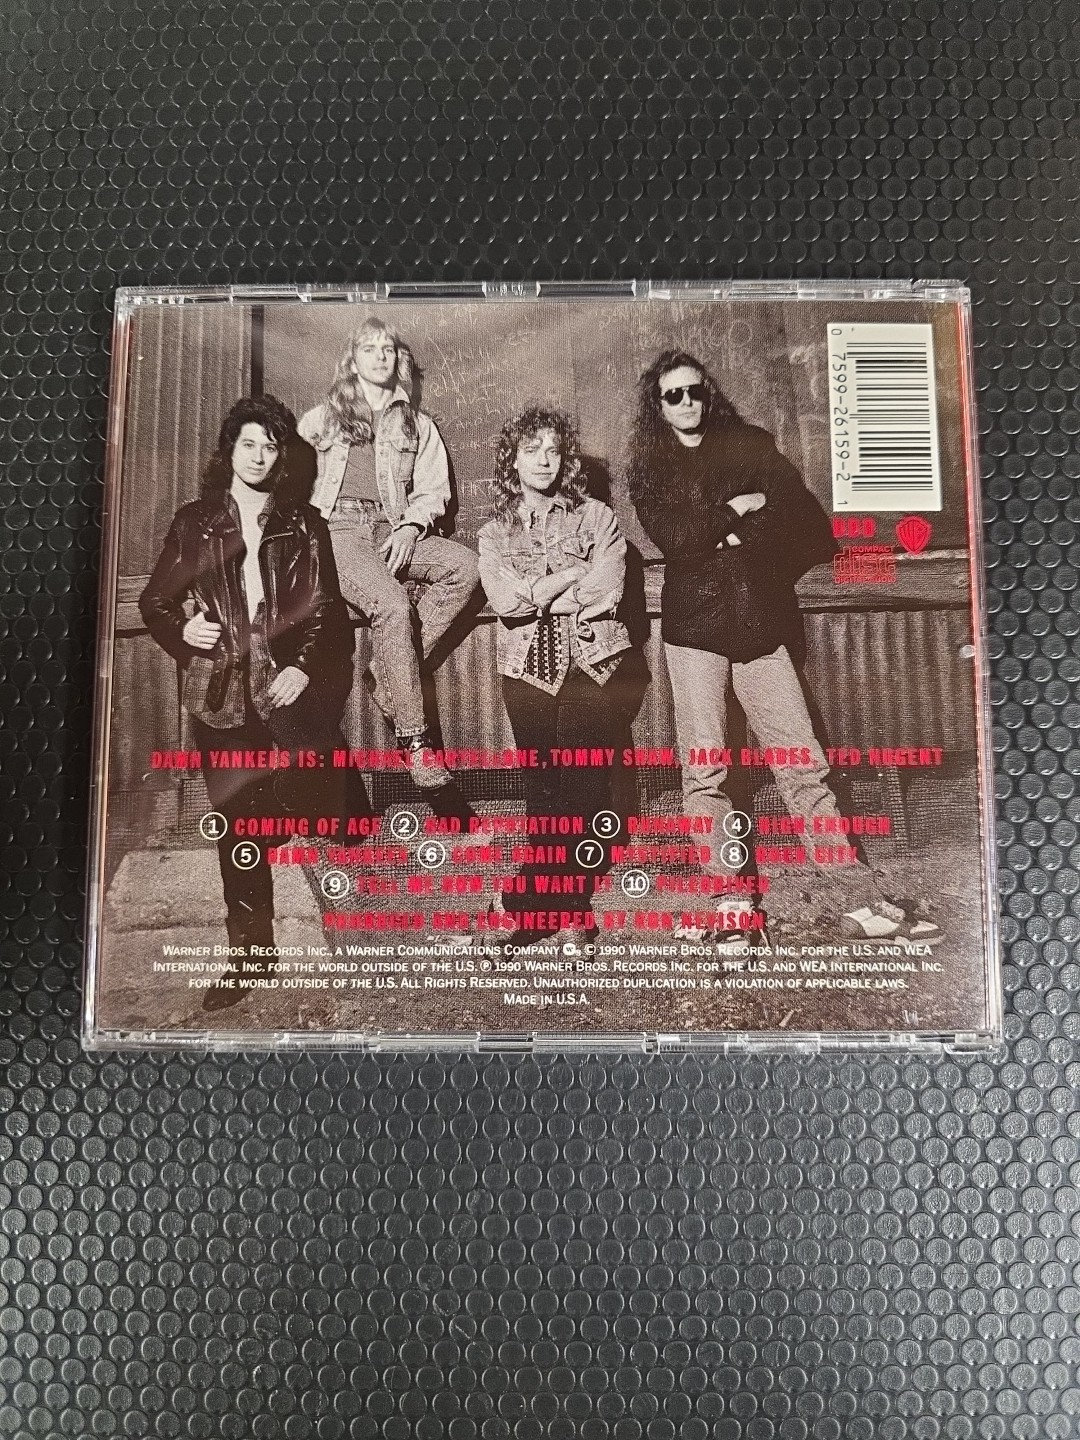 0 7599-26159-2 1
DDD
COMPACT
disc
DIGITAL AUDIO
DAMN YANKEES IS: MICHAEL CARTELLONE, TOMMY SHAW, JACK BLADES, TED NUGENT
1 COMING OF AGE 2 BAD REPUTATION 3 RUNAWAY 4 HIGH ENOUGH
5 DAMN YANKEES 6 COME AGAIN 7 MYSTIFIED 8 ROCK CITY
9 TELL ME HOW YOU WANT IT 10 PILEDRIVER
PRODUCED AND ENGINEERED BY RON NEVISON
WARNER BROS. RECORDS INC., A WARNER COMMUNICATIONS COMPANY © 1990 WARNER BROS. RECORDS INC. FOR THE U.S. AND WEA
INTERNATIONAL INC. FOR THE WORLD OUTSIDE OF THE U.S. ℗ 1990 WARNER BROS. RECORDS INC. FOR THE U.S. AND WEA INTERNATIONAL INC.
FOR THE WORLD OUTSIDE OF THE U.S. ALL RIGHTS RESERVED. UNAUTHORIZED DUPLICATION IS A VIOLATION OF APPLICABLE LAWS.
MADE IN U.S.A.